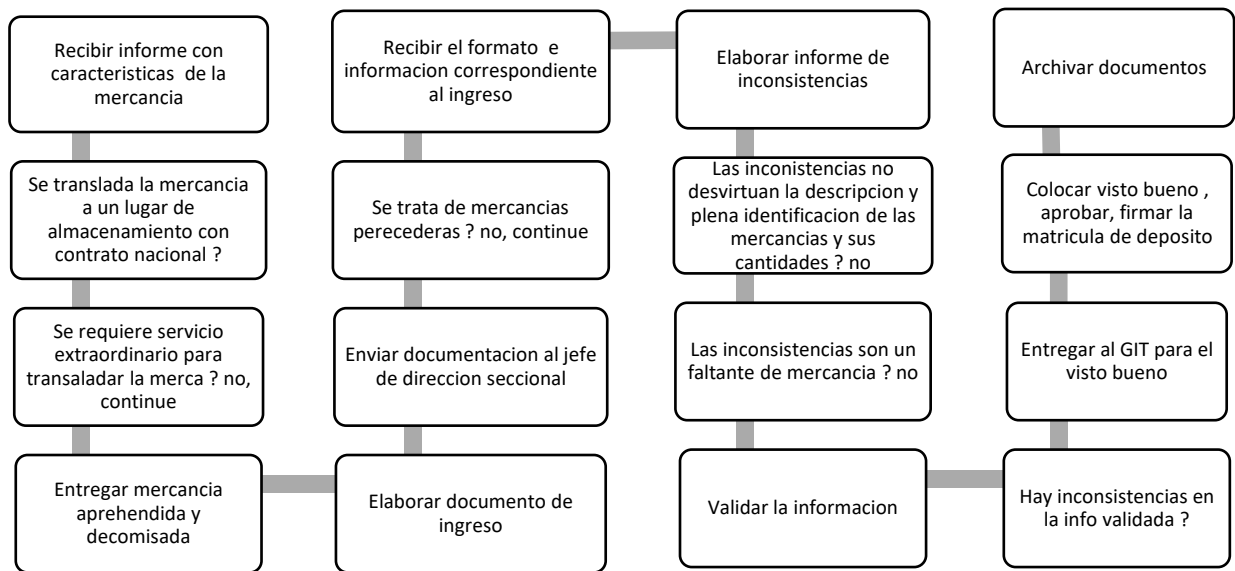 Recibir informe con
caracteristicas de la
mercancia
Se translada la mercancia
a un lugar de
almacenamiento con
contrato nacional ?
Se requiere servicio
extraordinario para
transaladar la merca ? no,
continue
Entregar mercancia
aprehendida y
decomisada
Elaborar documento de
ingreso
Enviar documentacion al jefe
de direccion seccional
Se trata de mercancias
perecederas ? no, continue
Recibir el formato e
informacion correspondiente
al ingreso
Elaborar informe de
inconsistencias
Las inconistencias no
desvirtuan la descripcion y
plena identificacion de las
mercancias y sus
cantidades ? no
Las inconsistencias son un
faltante de mercancia ? no
Validar la informacion
Hay inconsistencias en
la info validada ?
Entregar al GIT para el
visto bueno
Colocar visto bueno ,
aprobar, firmar la
matricula de deposito
Archivar documentos